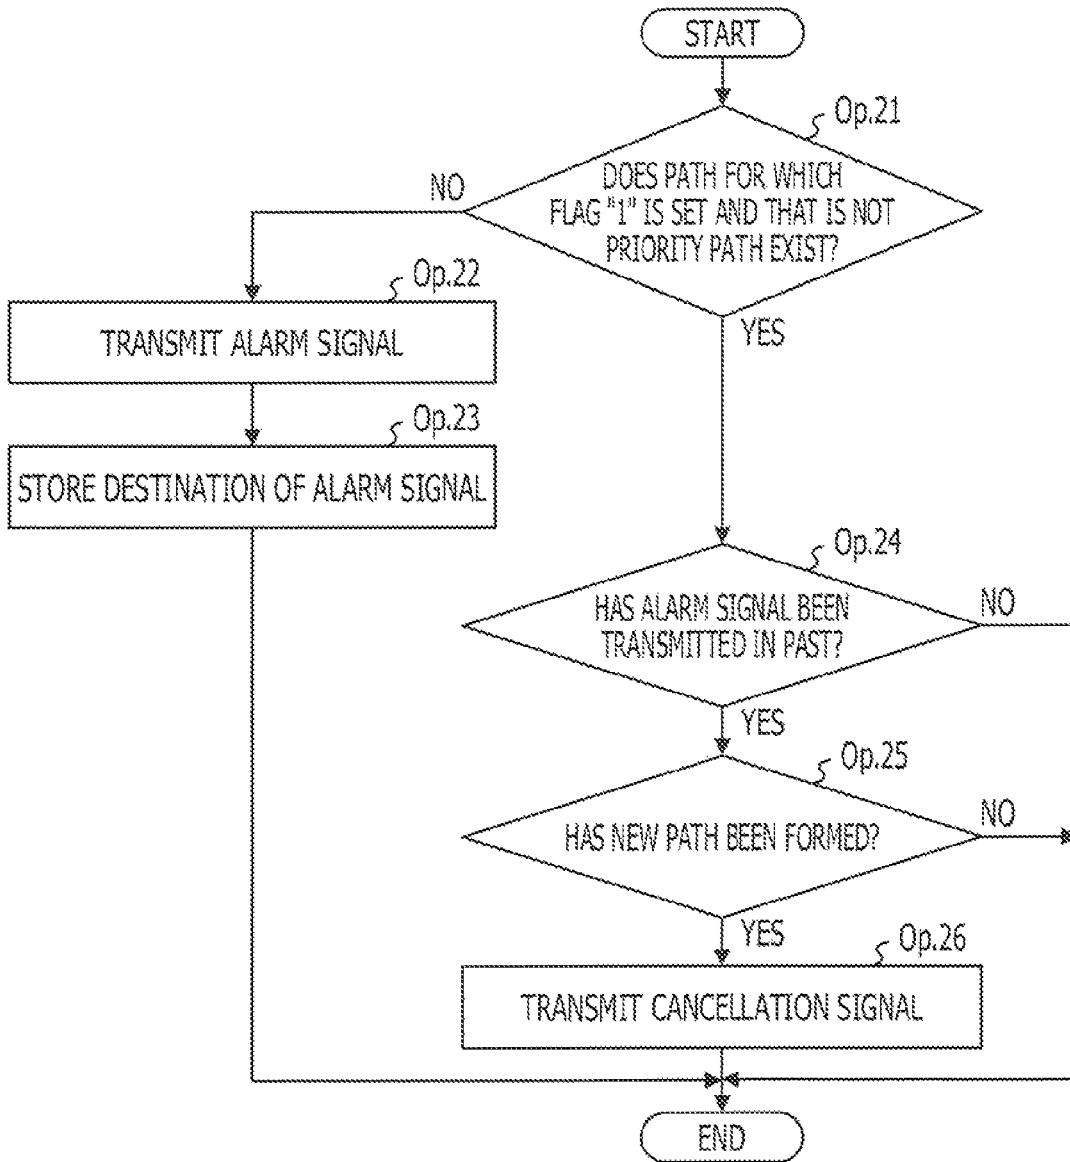 START
Op.21
DOES PATH FOR WHICH
FLAG "1" IS SET AND THAT IS NOT
PRIORITY PATH EXIST?
NO
YES
Op.22
TRANSMIT ALARM SIGNAL
Op.23
STORE DESTINATION OF ALARM SIGNAL
Op.24
HAS ALARM SIGNAL BEEN
TRANSMITTED IN PAST?
NO
YES
Op.25
HAS NEW PATH BEEN FORMED?
NO
YES
Op.26
TRANSMIT CANCELLATION SIGNAL
END